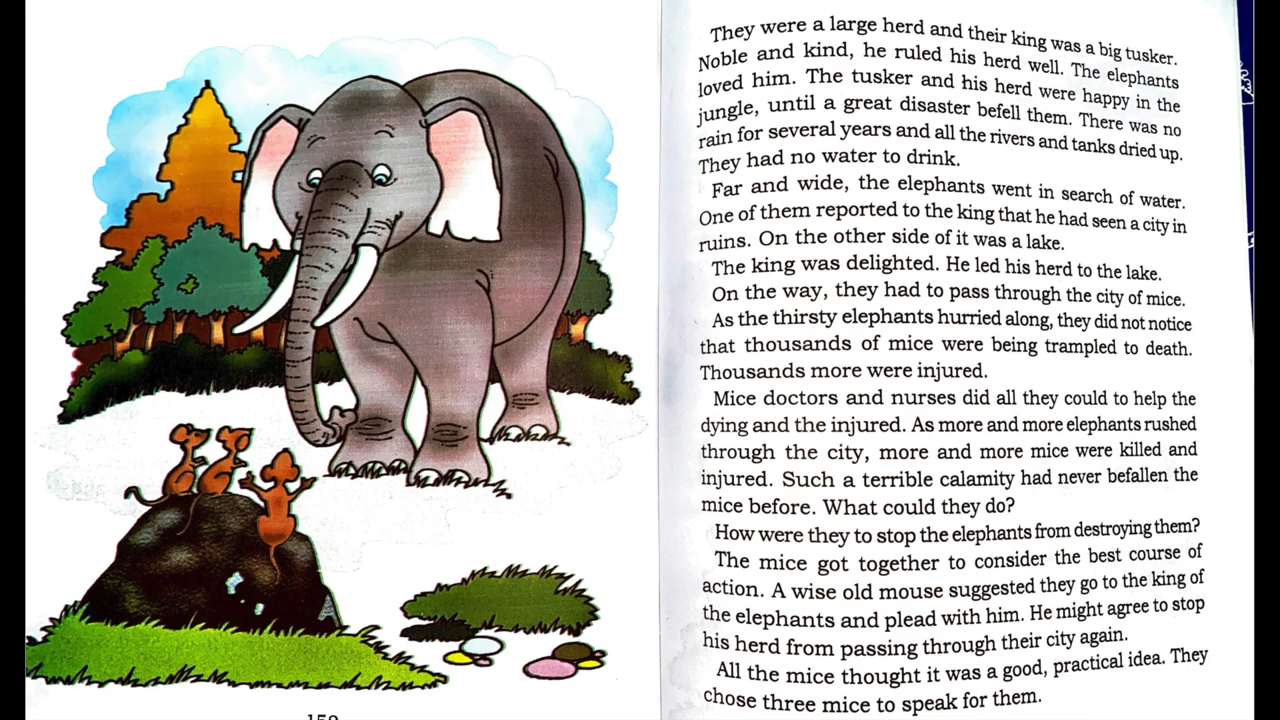 They were a large herd and their king was a big tusker.
Noble and kind, he ruled his herd well. The elephants
loved him. The tusker and his herd were happy in the
jungle, until a great disaster befell them. There was no
rain for several years and all the rivers and tanks dried up.
They had no water to drink.
Far and wide, the elephants went in search of water.
One of them reported to the king that he had seen a city in
ruins. On the other side of it was a lake.
The king was delighted. He led his herd to the lake.
On the way, they had to pass through the city of mice.
As the thirsty elephants hurried along, they did not notice
that thousands of mice were being trampled to death.
Thousands more were injured.
Mice doctors and nurses did all they could to help the
dying and the injured. As more and more elephants rushed
through the city, more and more mice were killed and
injured. Such a terrible calamity had never befallen the
mice before. What could they do?
How were they to stop the elephants from destroying them?
The mice got together to consider the best course of
action. A wise old mouse suggested they go to the king of
the elephants and plead with him. He might agree to stop
his herd from passing through their city again.
All the mice thought it was a good, practical idea. They
chose three mice to speak for them.